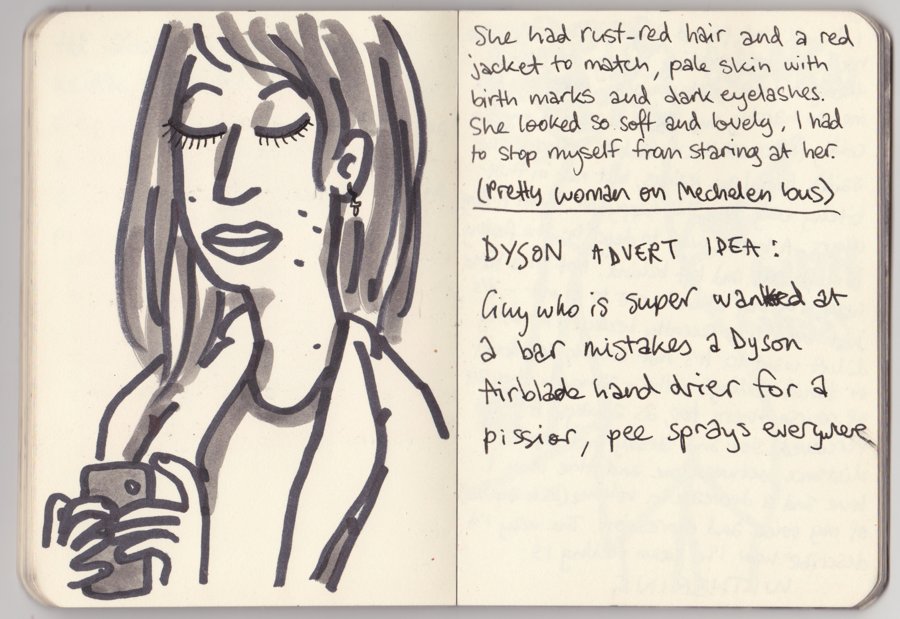 She had rust-red hair and a red
jacket to match, pale skin with
birth marks and dark eyelashes.
She looked so soft and lovely, I had
to stop myself from staring at her.
(Pretty woman on Mechelen bus)
DYSON ADVERT IDEA:
Guy who is super at
a bar mistakes a Dyson
Airblade hand drier for a
pissior, pee sprays everywhere